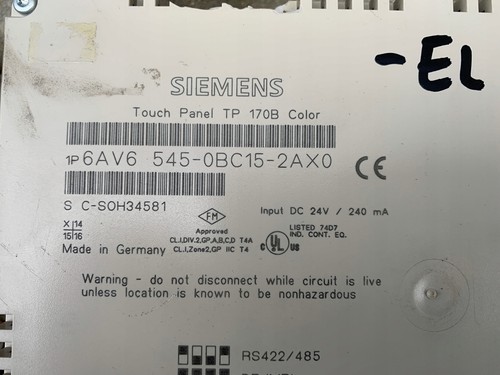 -EL
SIEMENS
Touch Panel TP 170B Color
1P 6AV6 545-0BC15-2AX0
CE
S C-SOH34581
X 14
15 16
FM
Approved
CL.I,DIV.2,GP.A,B,C,D T4A
CL.I,Zone2,GP IIC T4
Input DC 24V / 240 mA
c UL us
LISTED 74D7
IND. CONT. EQ.
Made in Germany
Warning - do not disconnect while circuit is live
unless location is known to be nonhazardous
RS422/485